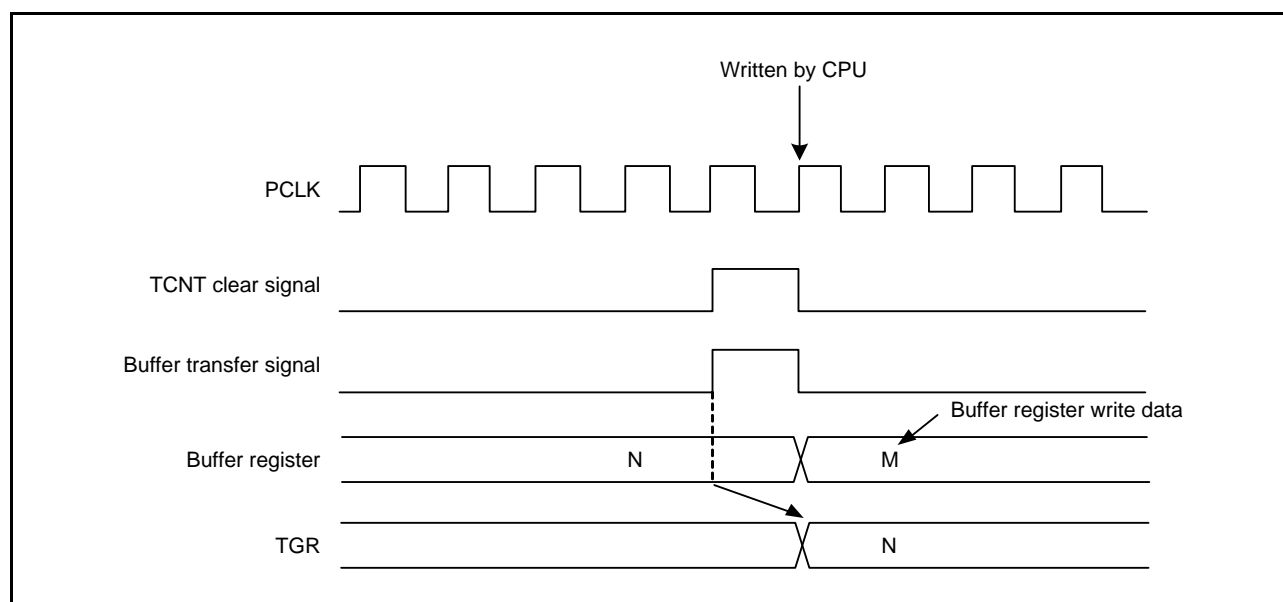 Written by CPU
PCLK
TCNT clear signal
Buffer transfer signal
Buffer register write data
Buffer register
N
M
TGR
N